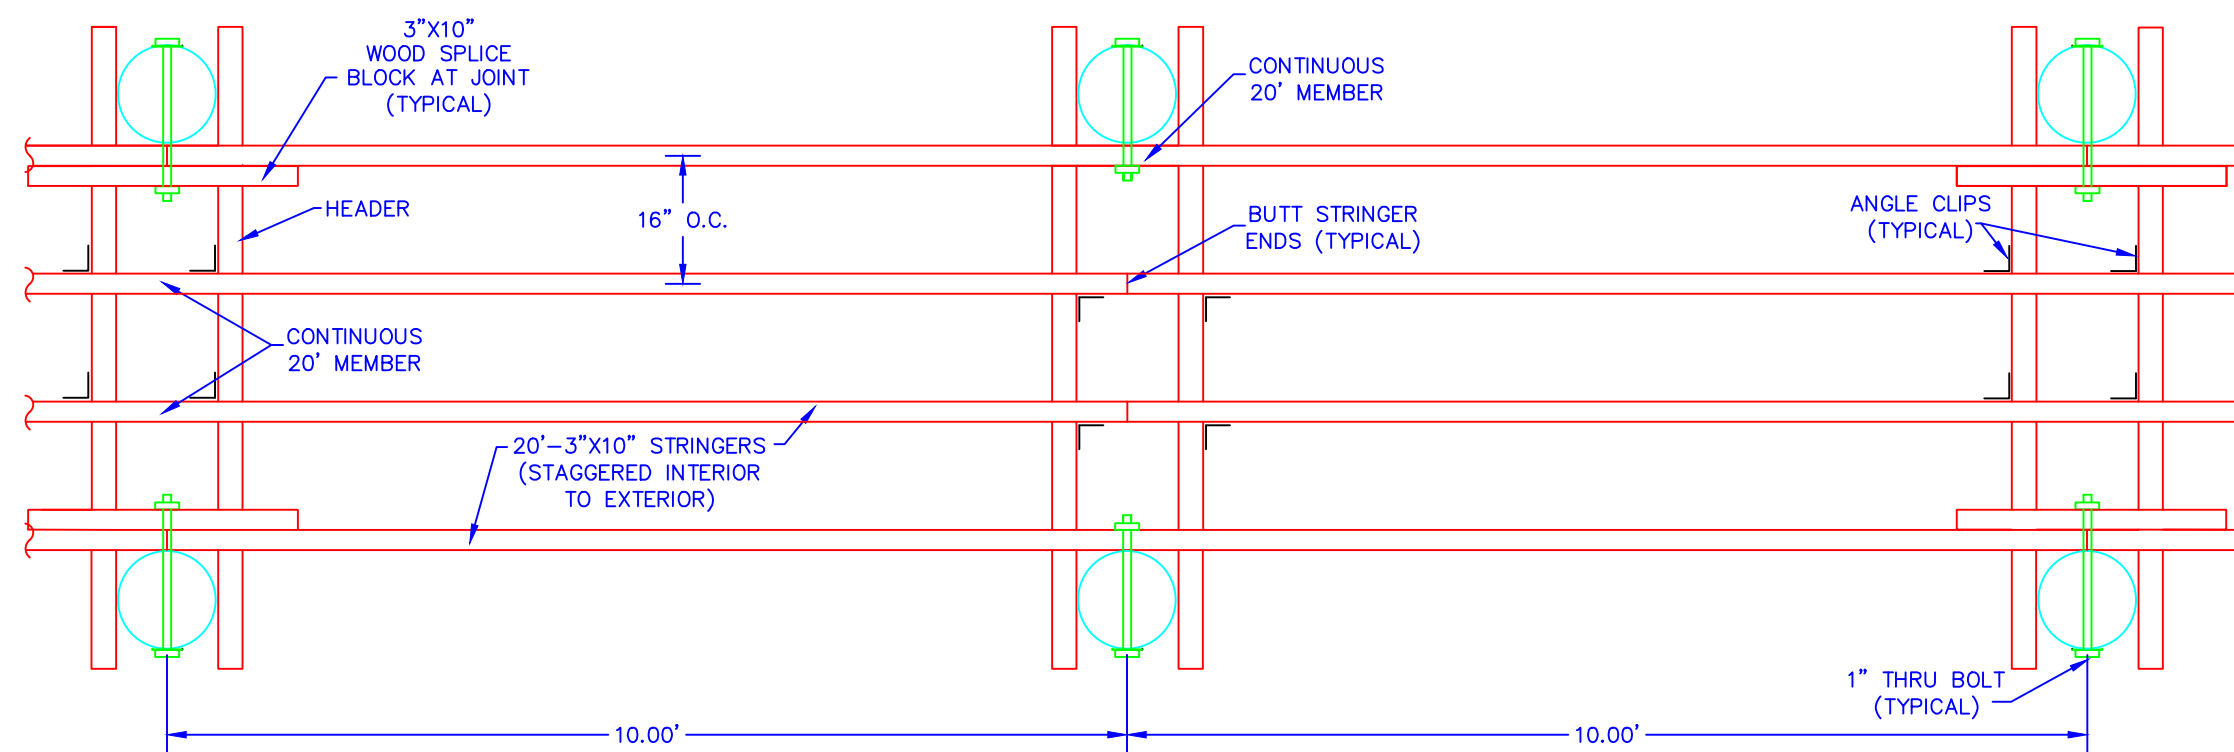 3”X10”
WOOD SPLICE
BLOCK AT JOINT
(TYPICAL)
CONTINUOUS
20’ MEMBER
HEADER
16” O.C.
BUTT STRINGER
ENDS (TYPICAL)
ANGLE CLIPS
(TYPICAL)
CONTINUOUS
20’ MEMBER
20’–3”X10” STRINGERS
(STAGGERED INTERIOR
TO EXTERIOR)
1” THRU BOLT
(TYPICAL)
10.00’
10.00’